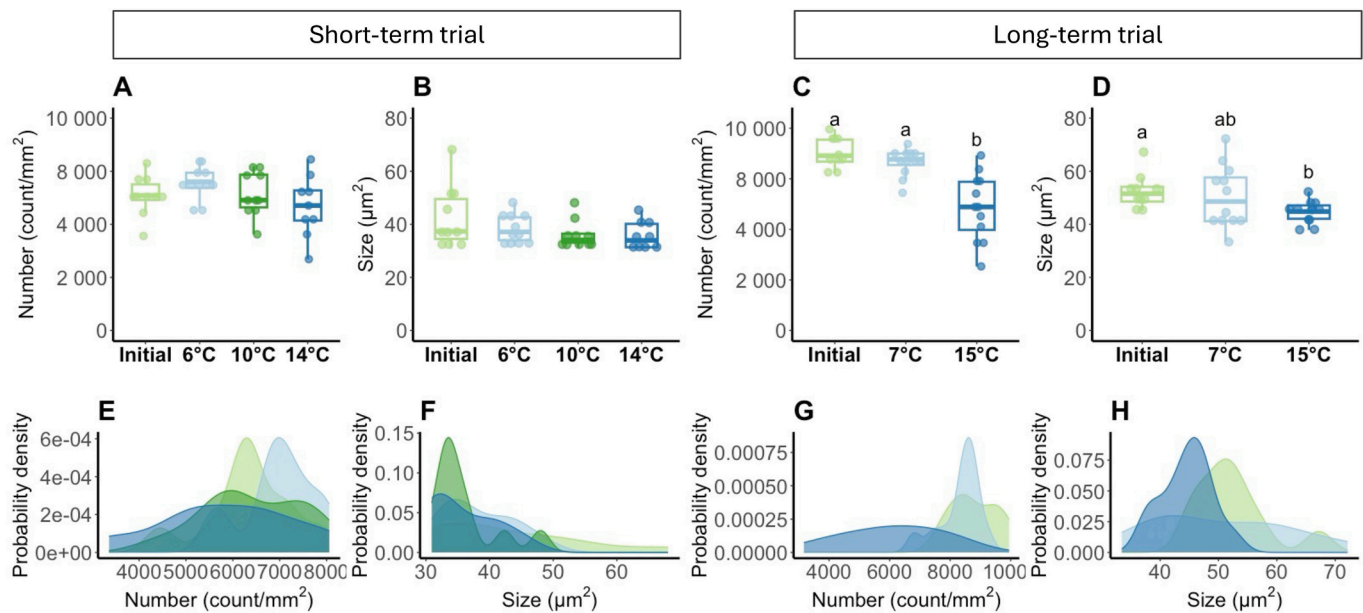 Short-term trial
Long-term trial
A
B
C
D
Number (count/mm²)
10 000
8 000
4 000
2 000
0
Initial 6°C 10°C 14°C
Size (µm²)
80
60
40
20
0
Initial 6°C 10°C 14°C
Number (count/mm²)
10 000
8 000
4 000
2 000
0
a
a
b
Initial 7°C 15°C
Size (µm²)
80
60
40
20
0
a
ab
b
Initial 7°C 15°C
E
F
G
H
Probability density
6e-04
4e-04
2e-04
0e+00
4000 5000 6000 7000 8000
Number (count/mm²)
Probability density
0.15
0.10
0.05
0.00
30 40 50 60
Size (µm²)
Probability density
0.00075
0.00050
0.00025
0.00000
4000 6000 8000 1000
Number (count/mm²)
Probability density
0.075
0.050
0.025
0.000
40 50 60 70
Size (µm²)